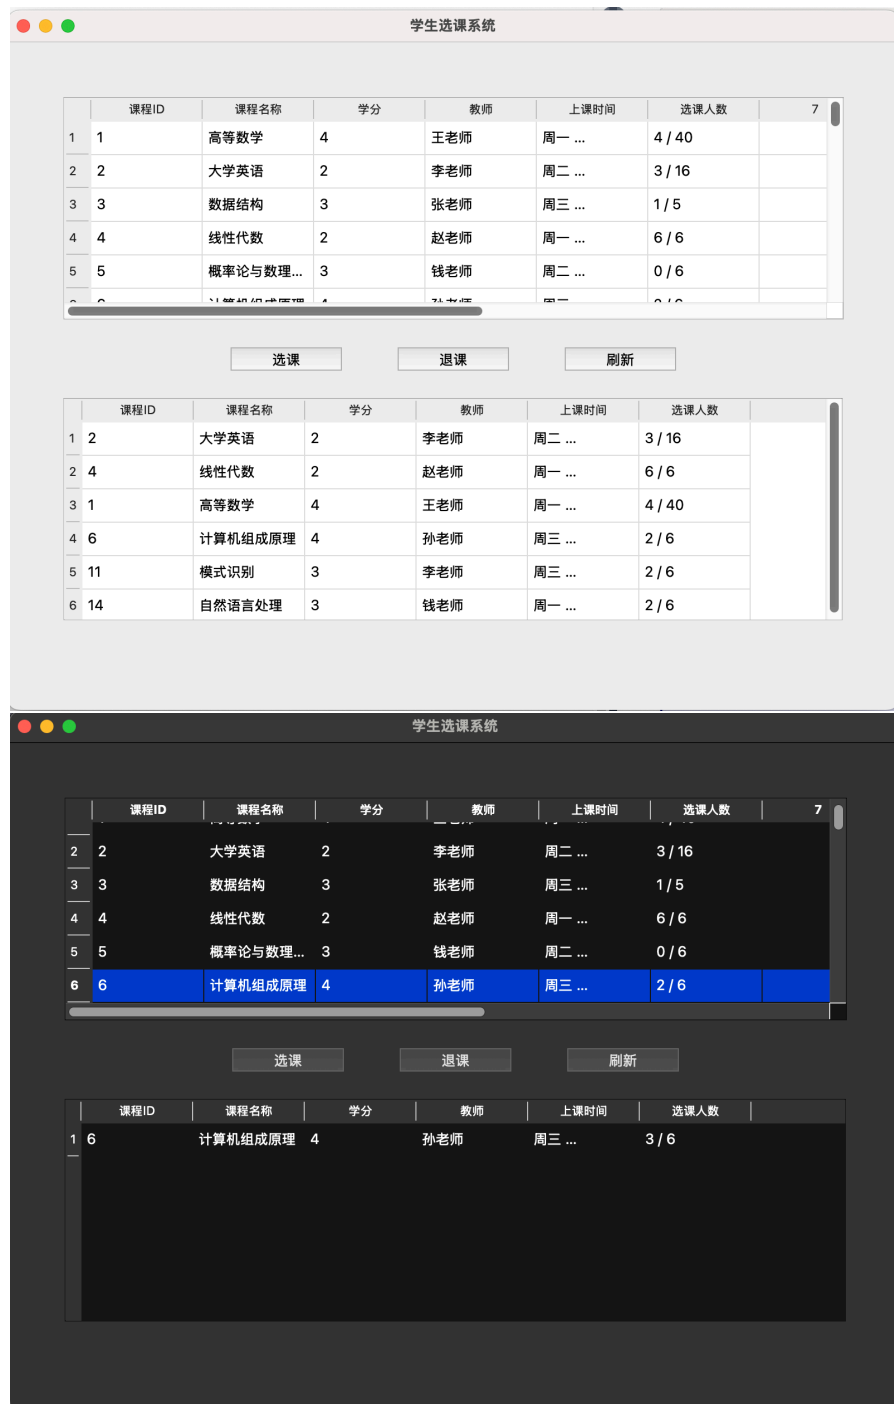 学生选课系统
课程ID 课程名称 学分 教师 上课时间 选课人数 7
1 1 高等数学 4 王老师 周一 ... 4 / 40
2 2 大学英语 2 李老师 周二 ... 3 / 16
3 3 数据结构 3 张老师 周三 ... 1 / 5
4 4 线性代数 2 赵老师 周一 ... 6 / 6
5 5 概率论与数理... 3 钱老师 周二 ... 0 / 6
选课 退课 刷新
课程ID 课程名称 学分 教师 上课时间 选课人数
1 2 大学英语 2 李老师 周二 ... 3 / 16
2 4 线性代数 2 赵老师 周一 ... 6 / 6
3 1 高等数学 4 王老师 周一 ... 4 / 40
4 6 计算机组成原理 4 孙老师 周三 ... 2 / 6
5 11 模式识别 3 李老师 周三 ... 2 / 6
6 14 自然语言处理 3 钱老师 周一 ... 2 / 6
学生选课系统
课程ID 课程名称 学分 教师 上课时间 选课人数 7
2 2 大学英语 2 李老师 周二 ... 3 / 16
3 3 数据结构 3 张老师 周三 ... 1 / 5
4 4 线性代数 2 赵老师 周一 ... 6 / 6
5 5 概率论与数理... 3 钱老师 周二 ... 0 / 6
6 6 计算机组成原理 4 孙老师 周三 ... 2 / 6
选课 退课 刷新
课程ID 课程名称 学分 教师 上课时间 选课人数
1 6 计算机组成原理 4 孙老师 周三 ... 3 / 6